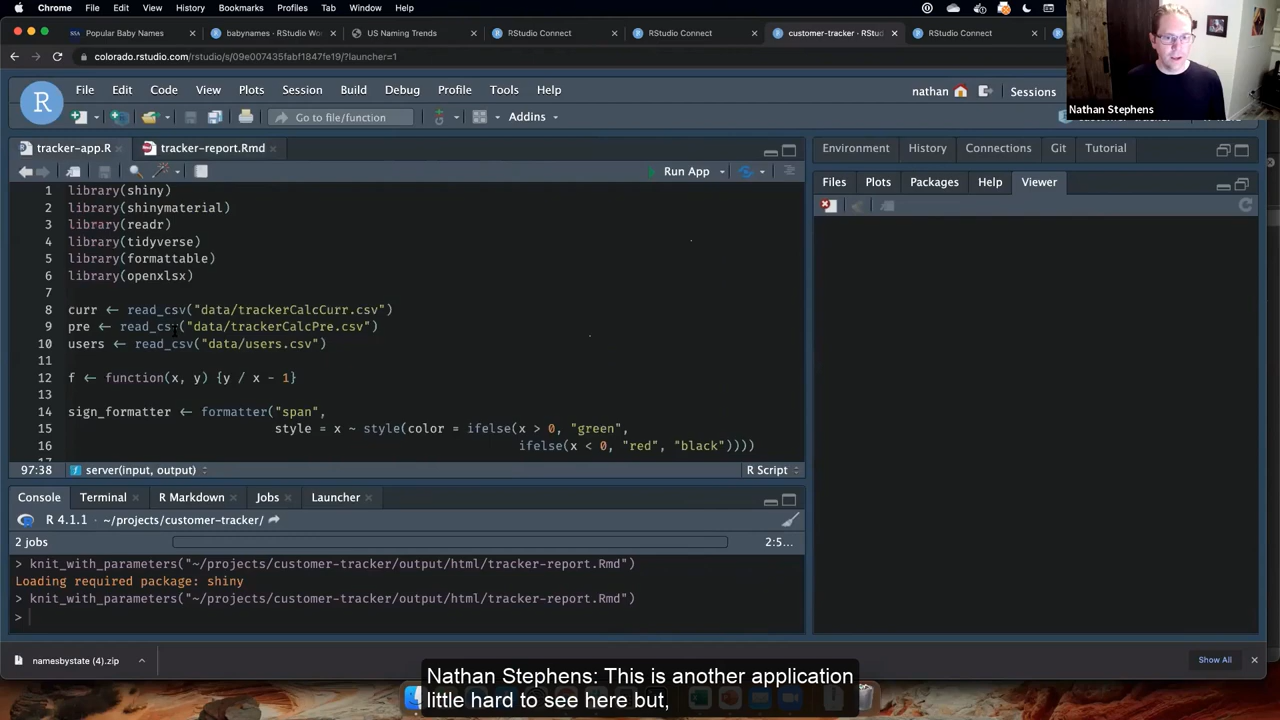 Chrome File Edit View History Bookmarks Profiles Tab Window Help
SSA Popular Baby Names
babynames - RStudio Wo
US Naming Trends
RStudio Connect
RStudio Connect
customer-tracker - RStud
RStudio Connect
colorado.rstudio.com/rstudio/s/09e007435fabf1847fe19/?launcher=1
Nathan Stephens
R File Edit Code View Plots Session Build Debug Profile Tools Help
nathan Sessions
Go to file/function Addins
tracker-app.R tracker-report.Rmd
Run App
1 library(shiny)
2 library(shinymaterial)
3 library(readr)
4 library(tidyverse)
5 library(formattable)
6 library(openxlsx)
7
8 curr ← read_csv("data/trackerCalcCurr.csv")
9 pre ← read_csv("data/trackerCalcPre.csv")
10 users ← read_csv("data/users.csv")
11
12 f ← function(x, y) {y / x - 1}
13
14 sign_formatter ← formatter("span",
15 style = x ~ style(color = ifelse(x > 0, "green",
16 ifelse(x < 0, "red", "black"))))
97:38 server(input, output) R Script
Environment History Connections Git Tutorial
Files Plots Packages Help Viewer
Console Terminal R Markdown Jobs Launcher
R 4.1.1 · ~/projects/customer-tracker/
2 jobs 2:5...
> knit_with_parameters("~/projects/customer-tracker/output/html/tracker-report.Rmd")
Loading required package: shiny
> knit_with_parameters("~/projects/customer-tracker/output/html/tracker-report.Rmd")
>
namesbystate (4).zip
Show All
Nathan Stephens: This is another application
little hard to see here but,